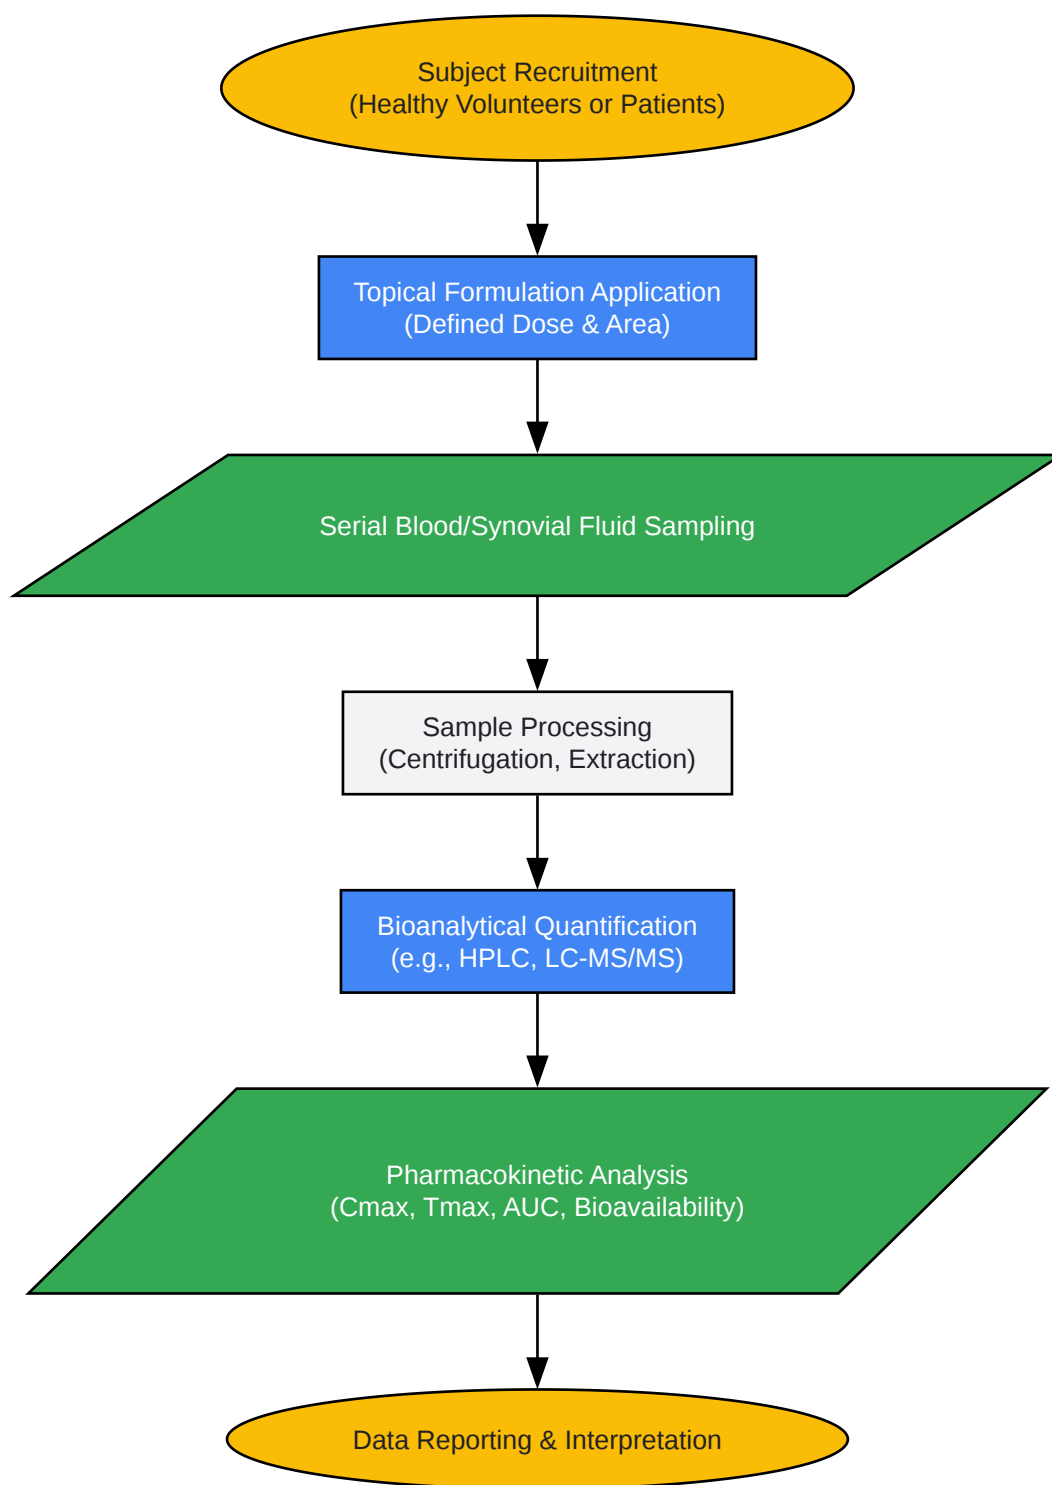 Subject Recruitment
(Healthy Volunteers or Patients)
Topical Formulation Application
(Defined Dose & Area)
Serial Blood/Synovial Fluid Sampling
Sample Processing
(Centrifugation, Extraction)
Bioanalytical Quantification
(e.g., HPLC, LC-MS/MS)
Pharmacokinetic Analysis
(Cmax, Tmax, AUC, Bioavailability)
Data Reporting & Interpretation